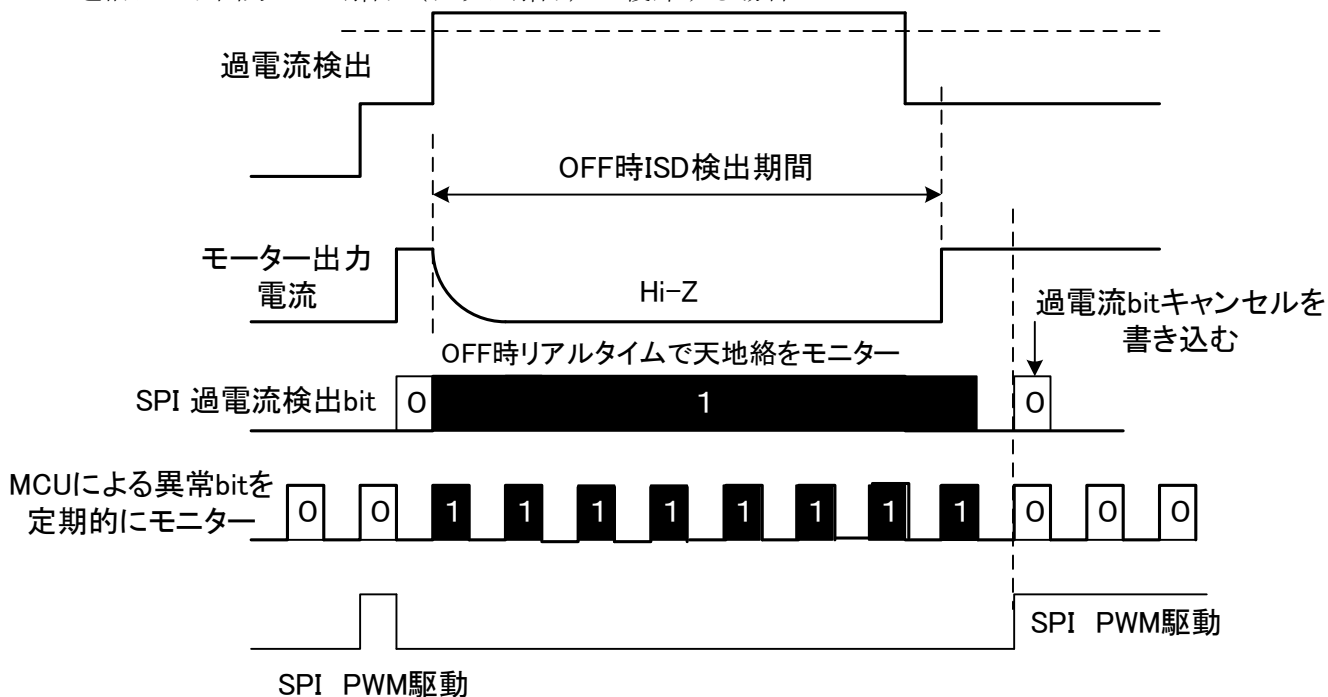 過電流検出
OFF時ISD検出期間
モーター出力
電流
Hi-Z
過電流bitキャンセルを
書き込む
OFF時リアルタイムで天地絡をモニター
SPI 過電流検出bit
0
1
0
MCUによる異常bitを
定期的にモニター
0 0 1 1 1 1 1 1 1 1 0 0 0
SPI PWM駆動
SPI PWM駆動